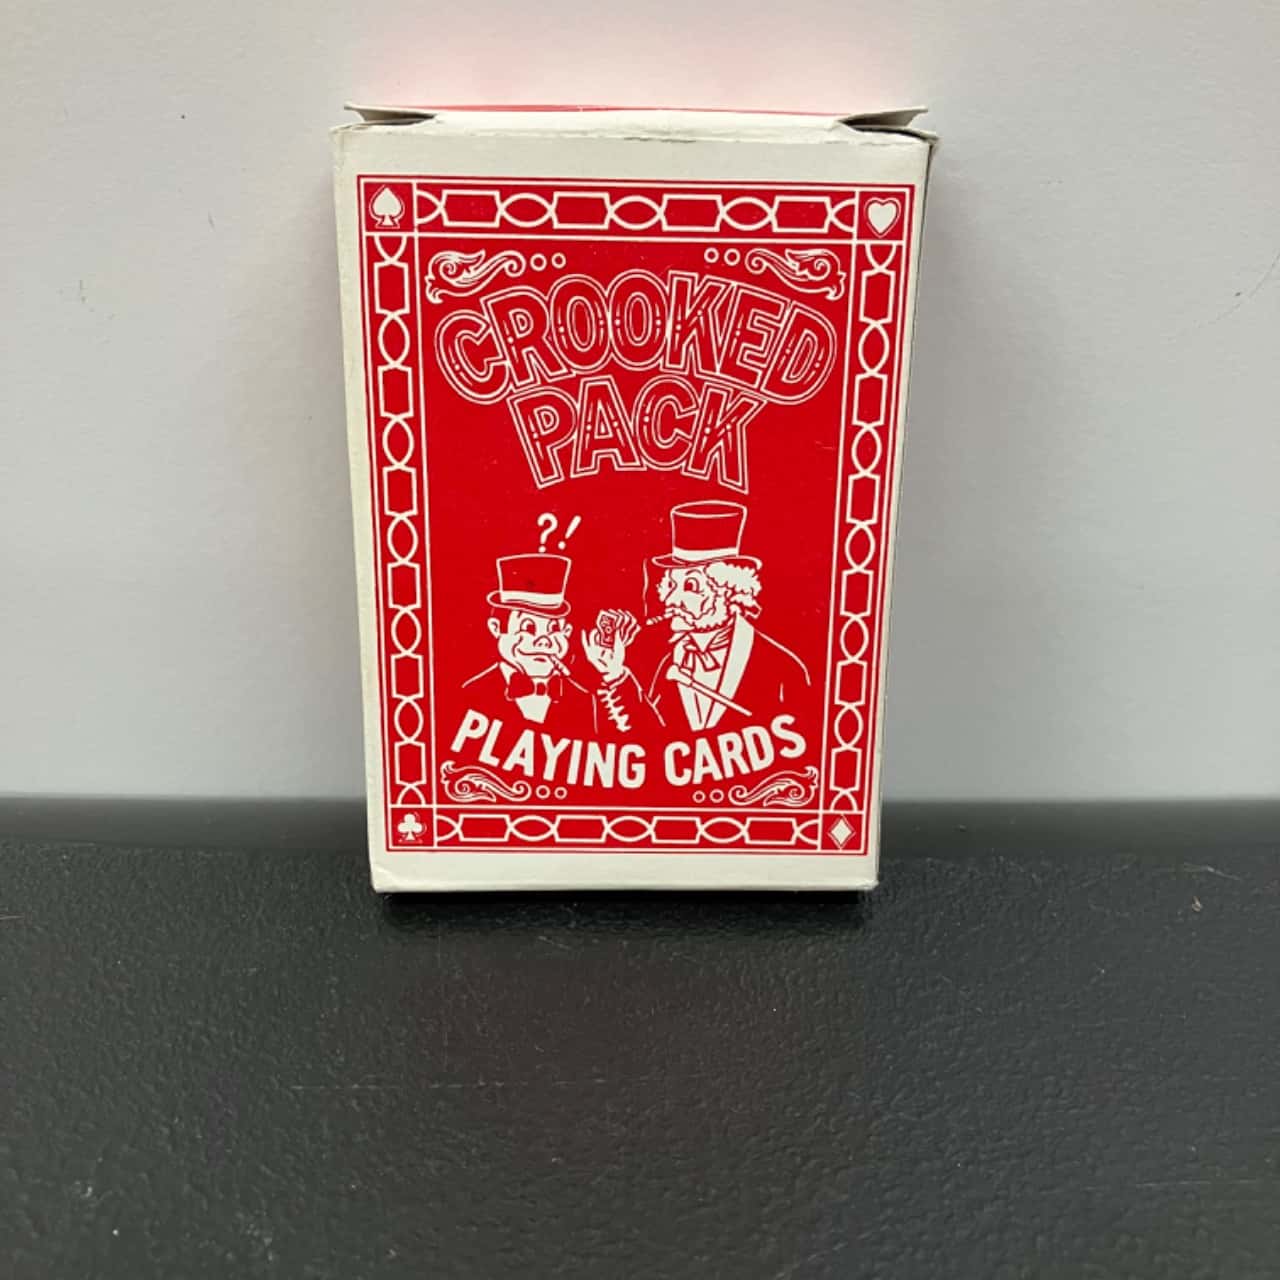 CROOKED
PACK
?!
PLAYING CARDS